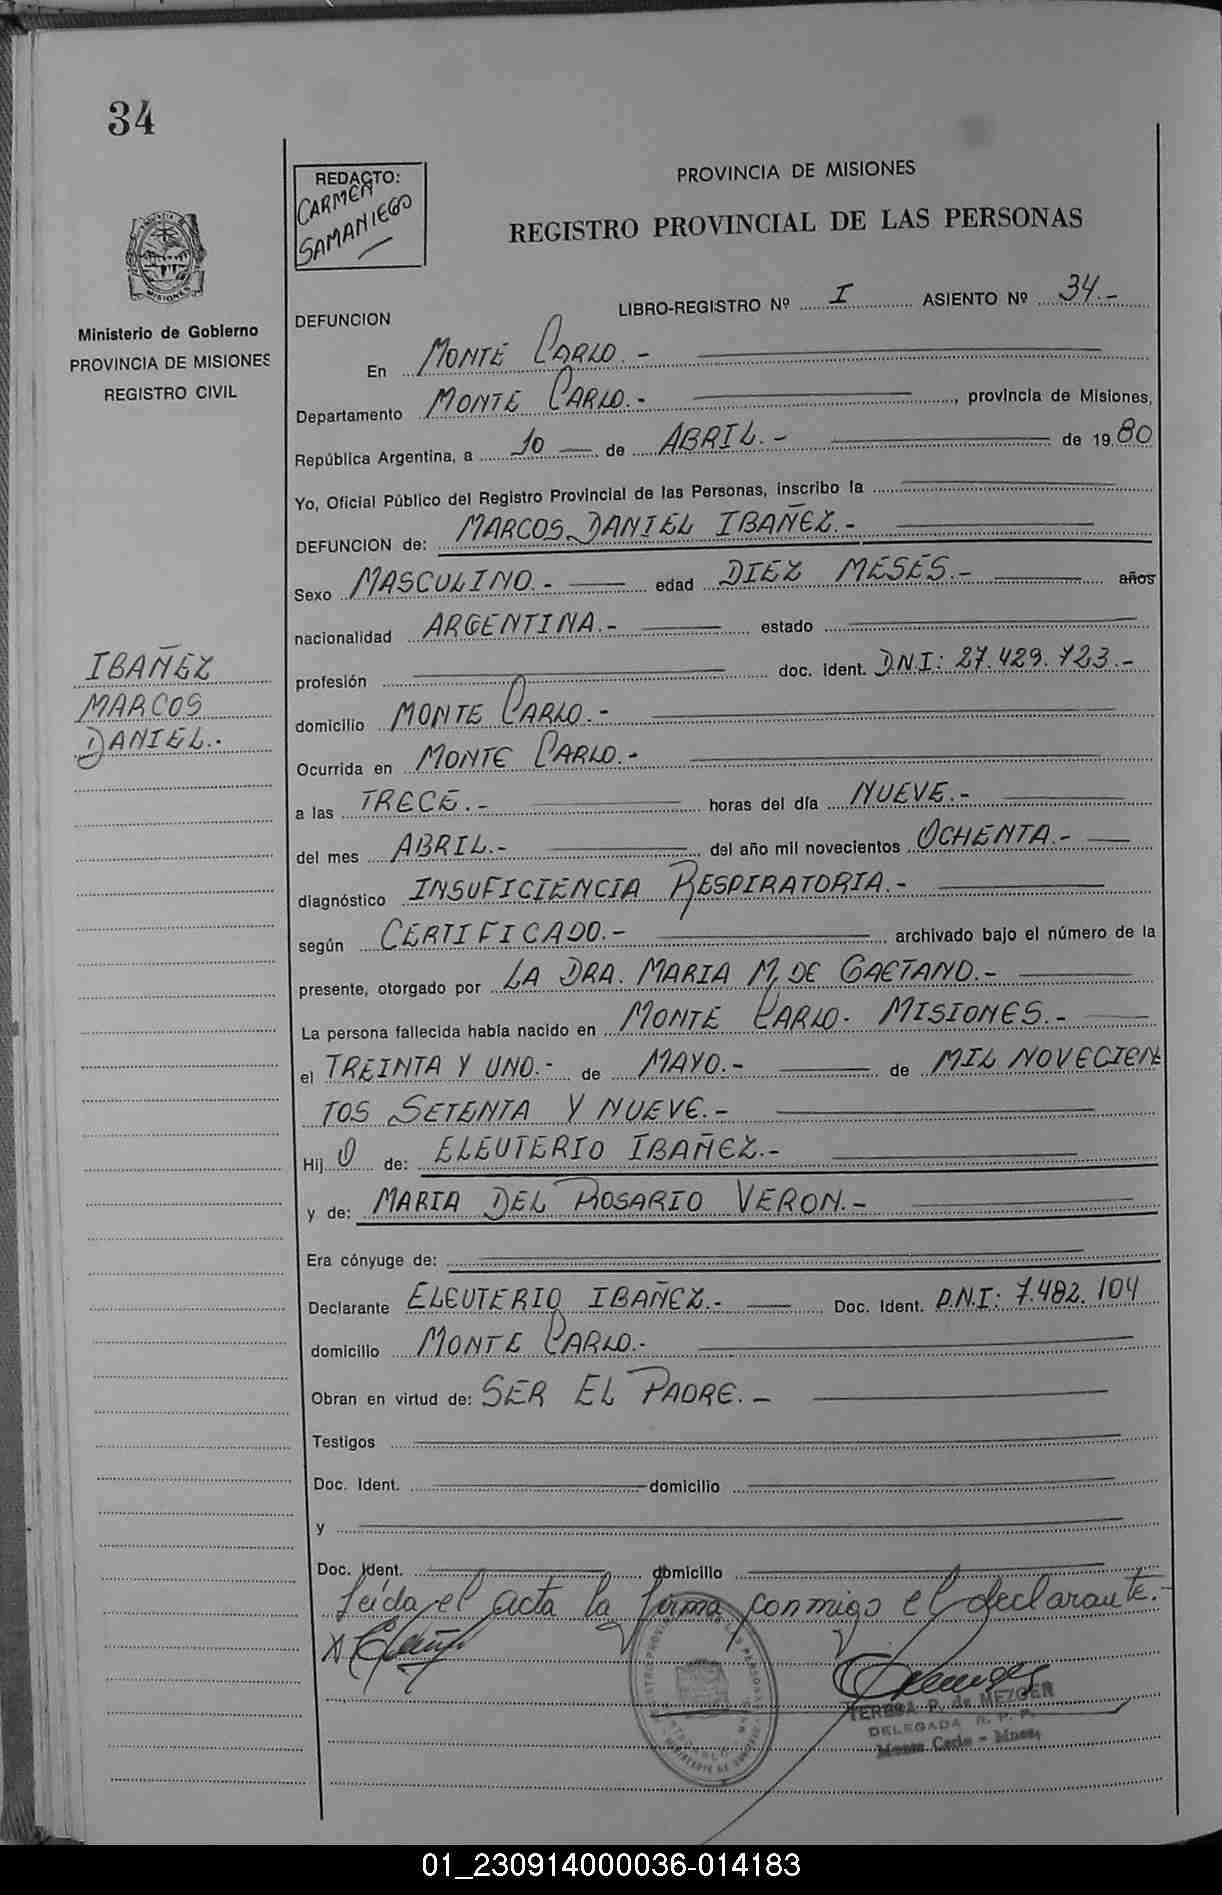 34
REDACTO:
CARMEN
SAMANIEGO
PROVINCIA DE MISIONES
REGISTRO PROVINCIAL DE LAS PERSONAS
MISIONES
Ministerio de Gobierno
PROVINCIA DE MISIONES
REGISTRO CIVIL
LIBRO-REGISTRO Nº I ASIENTO Nº 34.-
DEFUNCION
En MONTE CARLO.-
Departamento MONTE CARLO.- , provincia de Misiones,
República Argentina, a 10 de ABRIL.- de 1980
Yo, Oficial Público del Registro Provincial de las Personas, inscribo la
DEFUNCION de: MARCOS DANIEL IBAÑEZ.-
Sexo MASCULINO.- edad DIEZ MESES.- años
nacionalidad ARGENTINA.- estado
profesión doc. ident. D.N.I: 27.429.723.-
domicilio MONTE CARLO.-
Ocurrida en MONTE CARLO.-
a las TRECE.- horas del día NUEVE.-
del mes ABRIL.- del año mil novecientos OCHENTA.-
diagnóstico INSUFICIENCIA RESPIRATORIA.-
según CERTIFICADO.- archivado bajo el número de la
presente, otorgado por LA DRA. MARIA M. DE GAETANO.-
La persona fallecida había nacido en MONTE CARLO- MISIONES.-
el TREINTA Y UNO.- de MAYO.- de MIL NOVECIEN
TOS SETENTA Y NUEVE.-
Hij O de: ELEUTERIO IBAÑEZ.-
y de: MARIA DEL ROSARIO VERON.-
Era cónyuge de:
Declarante ELEUTERIO IBAÑEZ.- Doc. Ident. D.N.I: 7.482.104
domicilio MONTE CARLO.-
Obran en virtud de: SER EL PADRE.-
Testigos
Doc. Ident. domicilio
y
Doc. Ident. domicilio
Leída el acta la firma conmigo el declarante.-
IBAÑEZ
MARCOS
DANIEL.-
TERESA P. de MEZGER
DELEGADA R. P. P.
Monte Carlo - Mnes.
01_230914000036-014183